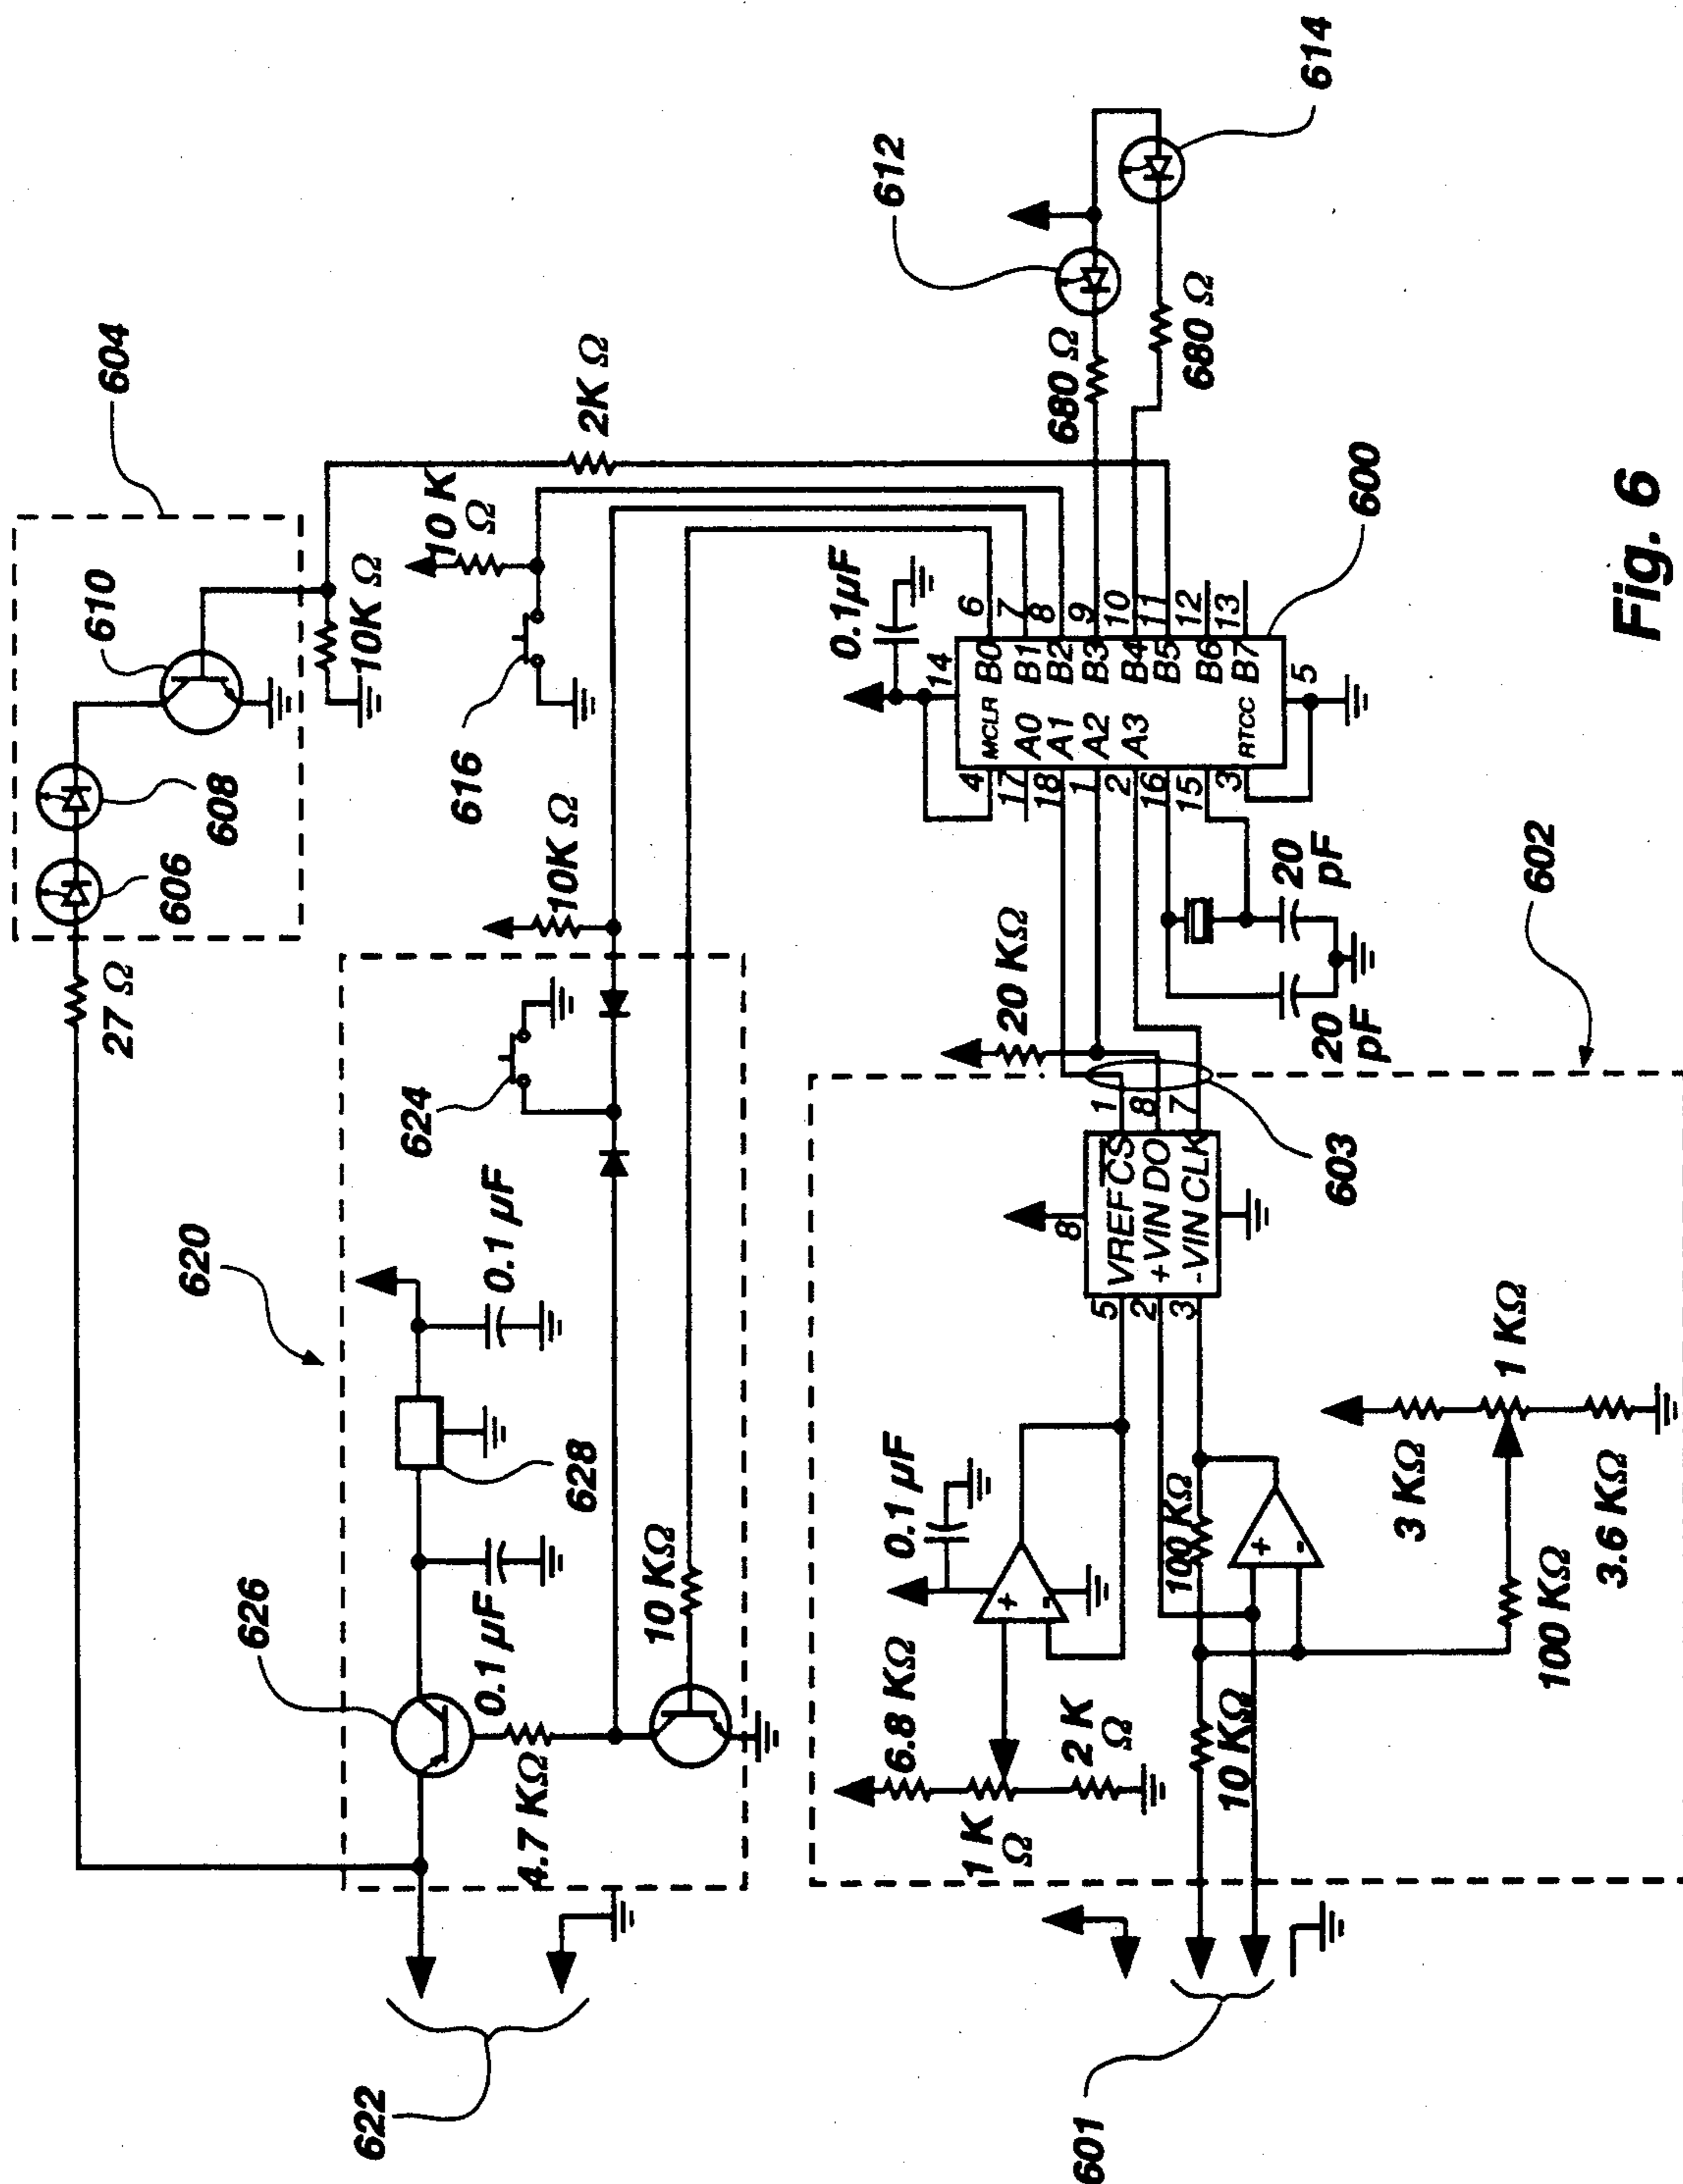 604
610
606
608
27 Ω
10K Ω
2K Ω
10 K
Ω
616
612
614
680 Ω
680 Ω
620
622
626
628
624
0.1 µF
0.1 µF
4.7 KΩ
10 KΩ
10K Ω
0.1µF
14
4
17
18
1
2
16
15
3
MCLR
A0
A1
A2
A3
RTCC
B0
B1
B2
B3
B4
B5
B6
B7
6
7
8
9
10
11
12
13
5
600
20 KΩ
20
pF
20
pF
602
603
8
VREF CS
+VIN DO
-VIN CLK
5
2
3
1
8
7
0.1 µF
+
-
6.8 KΩ
1 K
Ω
2 K
Ω
100 KΩ
10 KΩ
+
-
100 KΩ
3 KΩ
1 KΩ
3.6 KΩ
601
Fig. 6